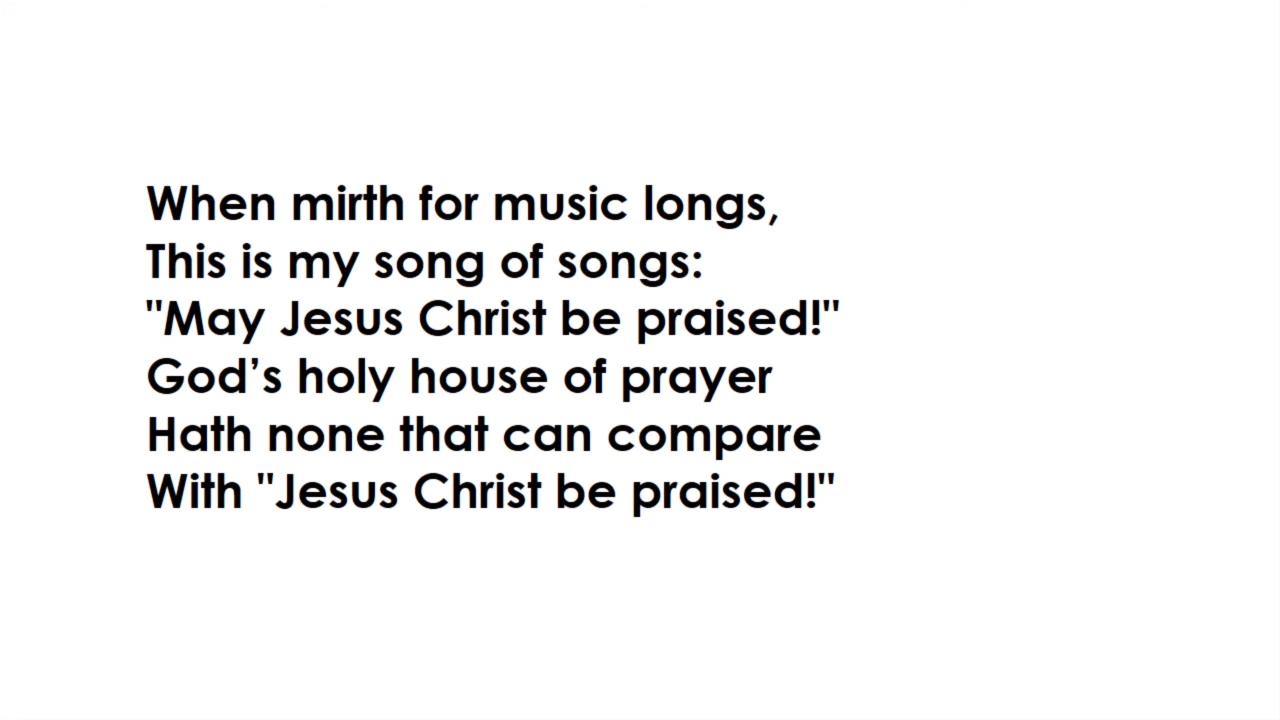 When mirth for music longs,
This is my song of songs:
"May Jesus Christ be praised!"
God’s holy house of prayer
Hath none that can compare
With "Jesus Christ be praised!"